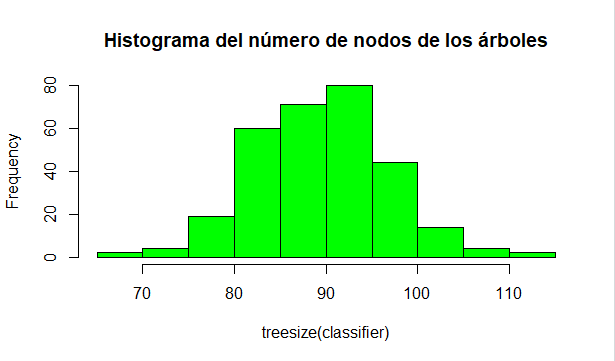 Histograma del número de nodos de los árboles
Frequency
80
60
40
20
0
70 80 90 100 110
treesize(classifier)